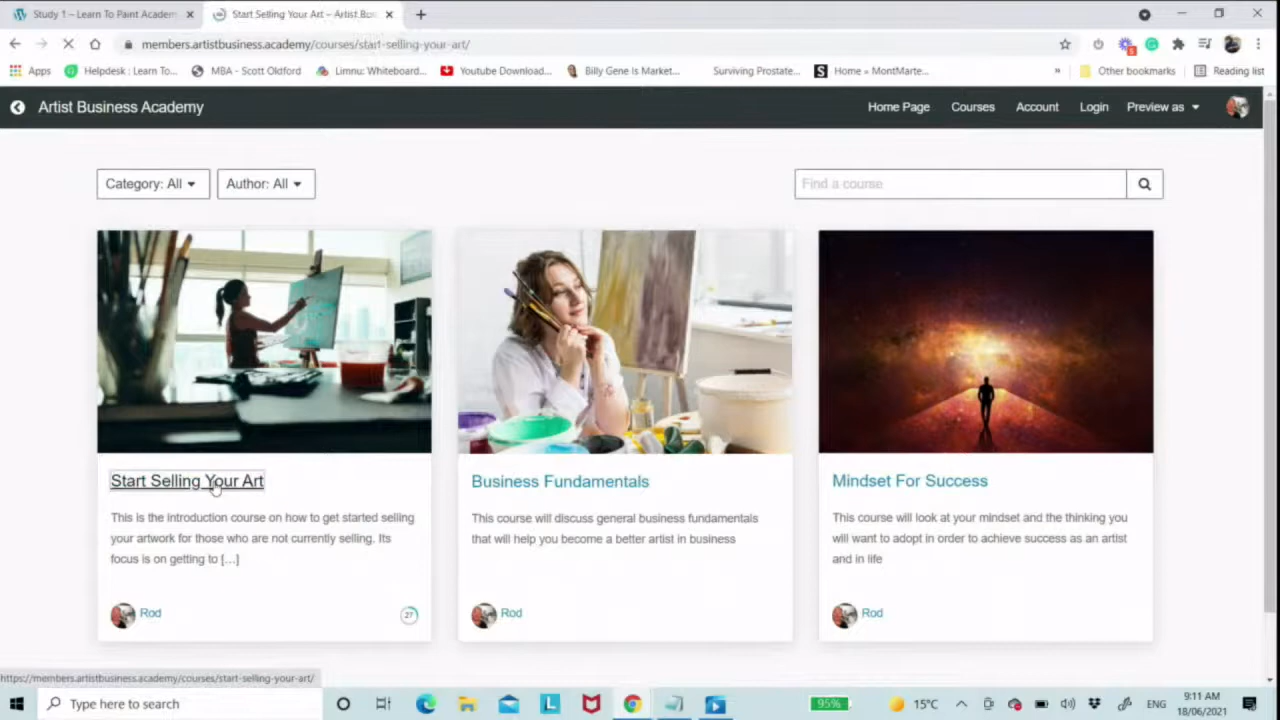 Study 1 – Learn To Paint Academ
Start Selling Your Art – Artist Bus
members.artistbusiness.academy/courses/start-selling-your-art/
5
Apps
Helpdesk : Learn To...
MBA - Scott Oldford
Limnu: Whiteboard...
Youtube Download...
Billy Gene Is Market...
Surviving Prostate...
S
Home » MontMarte...
»
Other bookmarks
Reading list
Artist Business Academy
Home Page
Courses
Account
Login
Preview as
Category: All
Author: All
Find a course
Start Selling Your Art
This is the introduction course on how to get started selling
your artwork for those who are not currently selling. Its
focus is on getting to [...]
Rod
27
Business Fundamentals
This course will discuss general business fundamentals
that will help you become a better artist in business
Rod
Mindset For Success
This course will look at your mindset and the thinking you
will want to adopt in order to achieve success as an artist
and in life
Rod
https://members.artistbusiness.academy/courses/start-selling-your-art/
Type here to search
L
95%
15°C
ENG
9:11 AM
18/06/2021